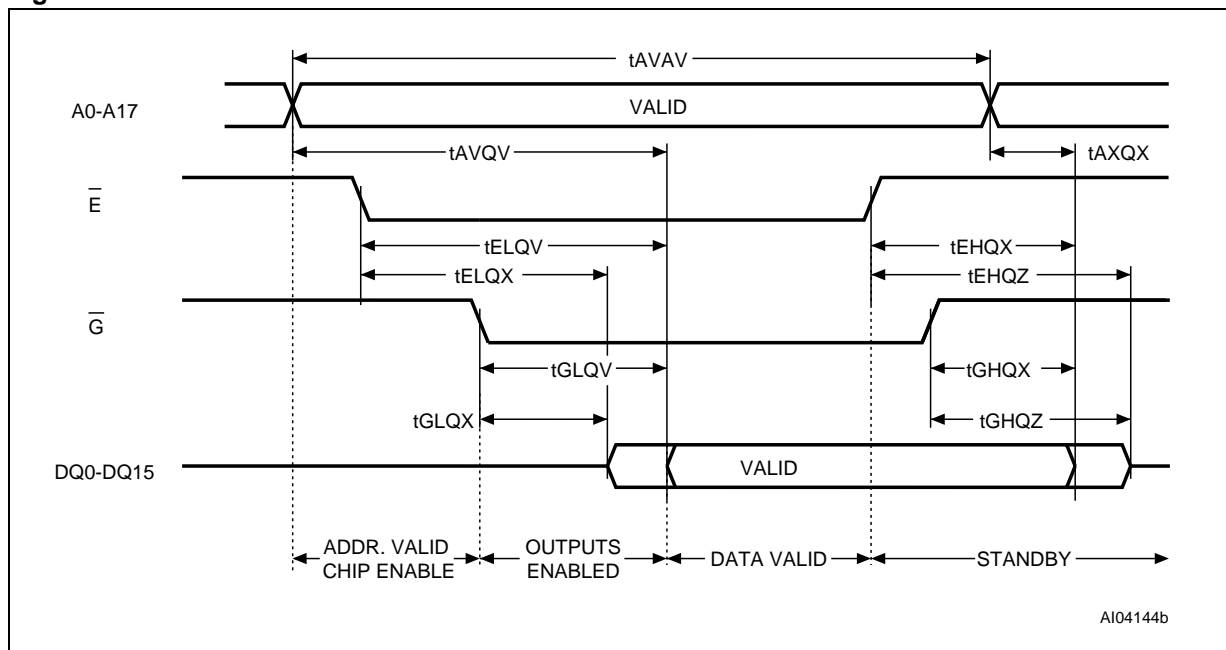 tAVAV
A0-A17
VALID
tAVQV
tAXQX
E
tELQV
tEHQX
tELQX
tEHQZ
G
tGLQV
tGHQX
tGLQX
tGHQZ
DQ0-DQ15
VALID
ADDR. VALID
CHIP ENABLE
OUTPUTS
ENABLED
DATA VALID
STANDBY
AI04144b